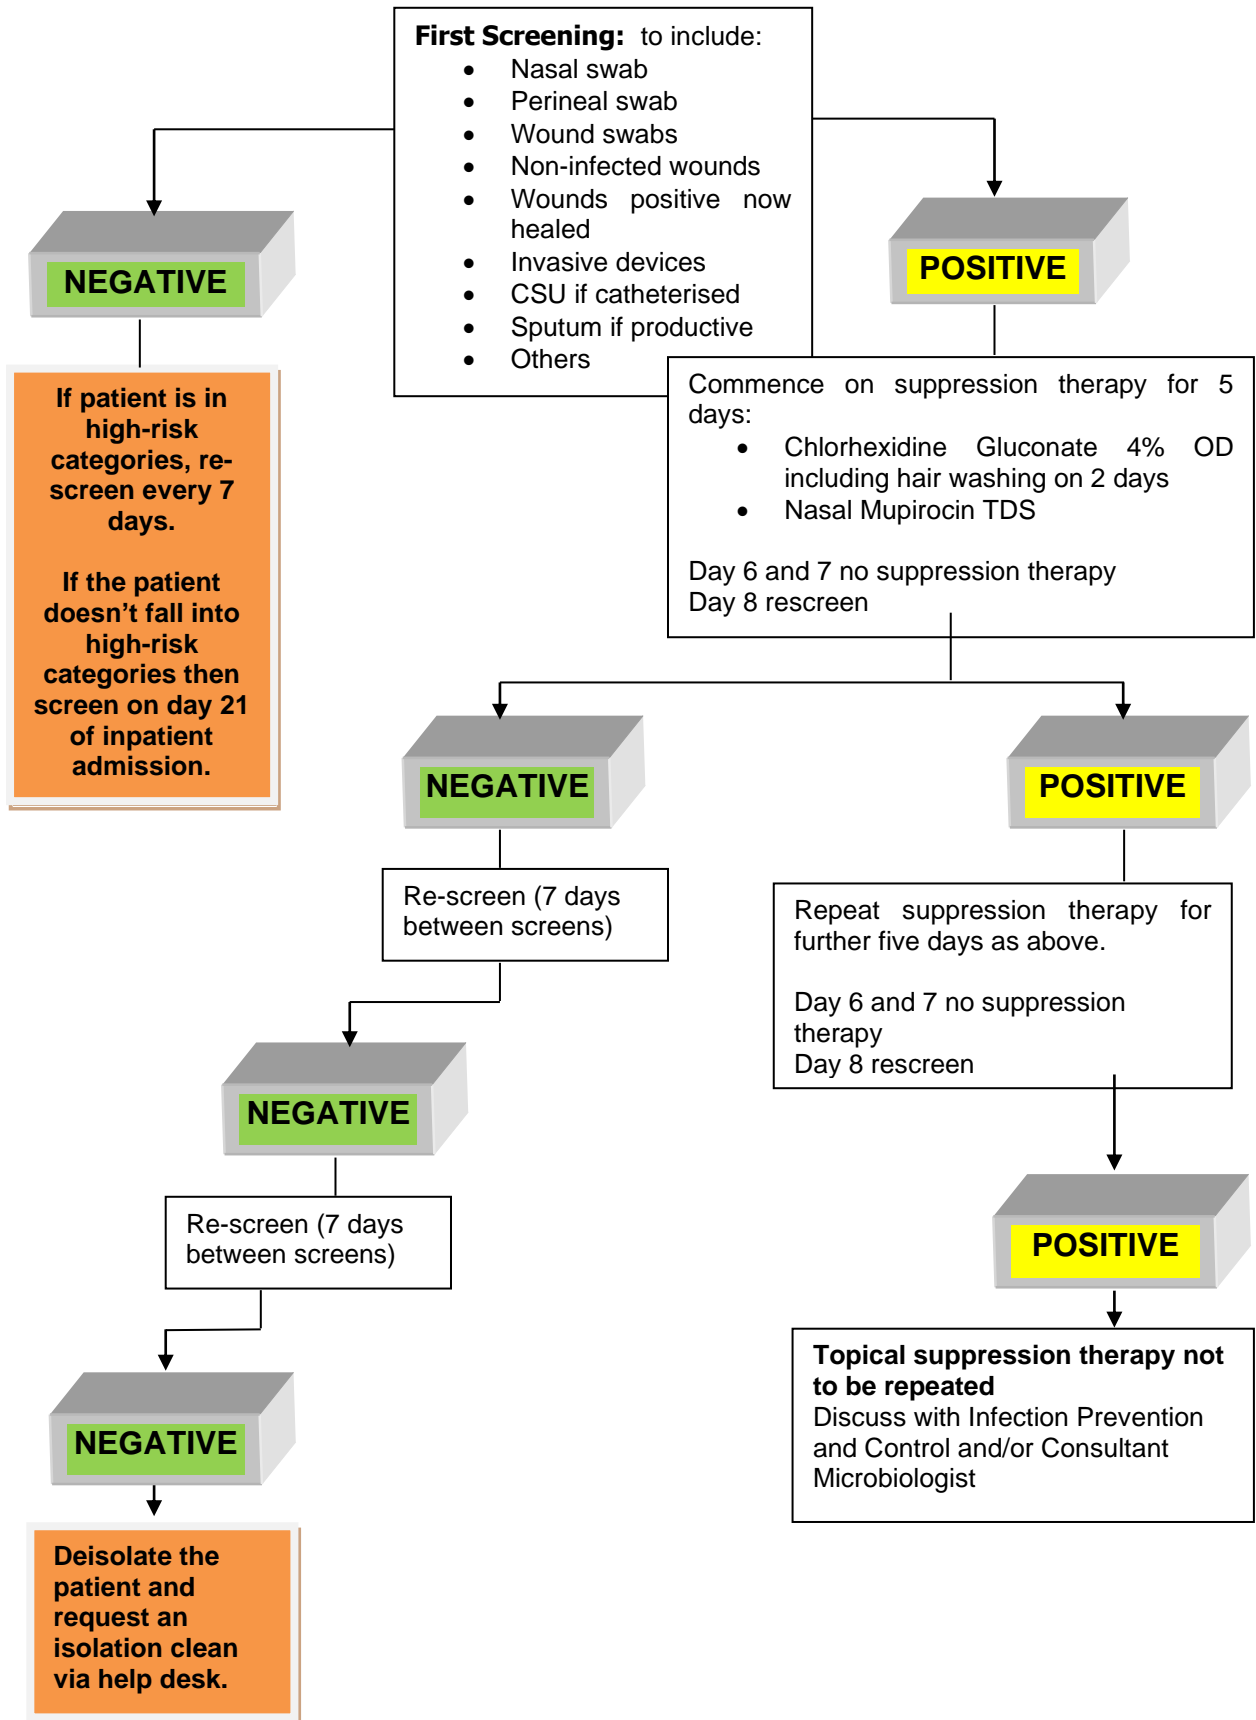 First Screening: to include:
• Nasal swab
• Perineal swab
• Wound swabs
• Non-infected wounds
• Wounds positive now
healed
• Invasive devices
• CSU if catheterised
• Sputum if productive
• Others
NEGATIVE
POSITIVE
If patient is in
high-risk
categories, re-
screen every 7
days.
If the patient
doesn’t fall into
high-risk
categories then
screen on day 21
of inpatient
admission.
Commence on suppression therapy for 5
days:
• Chlorhexidine Gluconate 4% OD
including hair washing on 2 days
• Nasal Mupirocin TDS
Day 6 and 7 no suppression therapy
Day 8 rescreen
NEGATIVE
POSITIVE
Re-screen (7 days
between screens)
Repeat suppression therapy for
further five days as above.
Day 6 and 7 no suppression
therapy
Day 8 rescreen
NEGATIVE
Re-screen (7 days
between screens)
POSITIVE
Topical suppression therapy not
to be repeated
Discuss with Infection Prevention
and Control and/or Consultant
Microbiologist
NEGATIVE
Deisolate the
patient and
request an
isolation clean
via help desk.